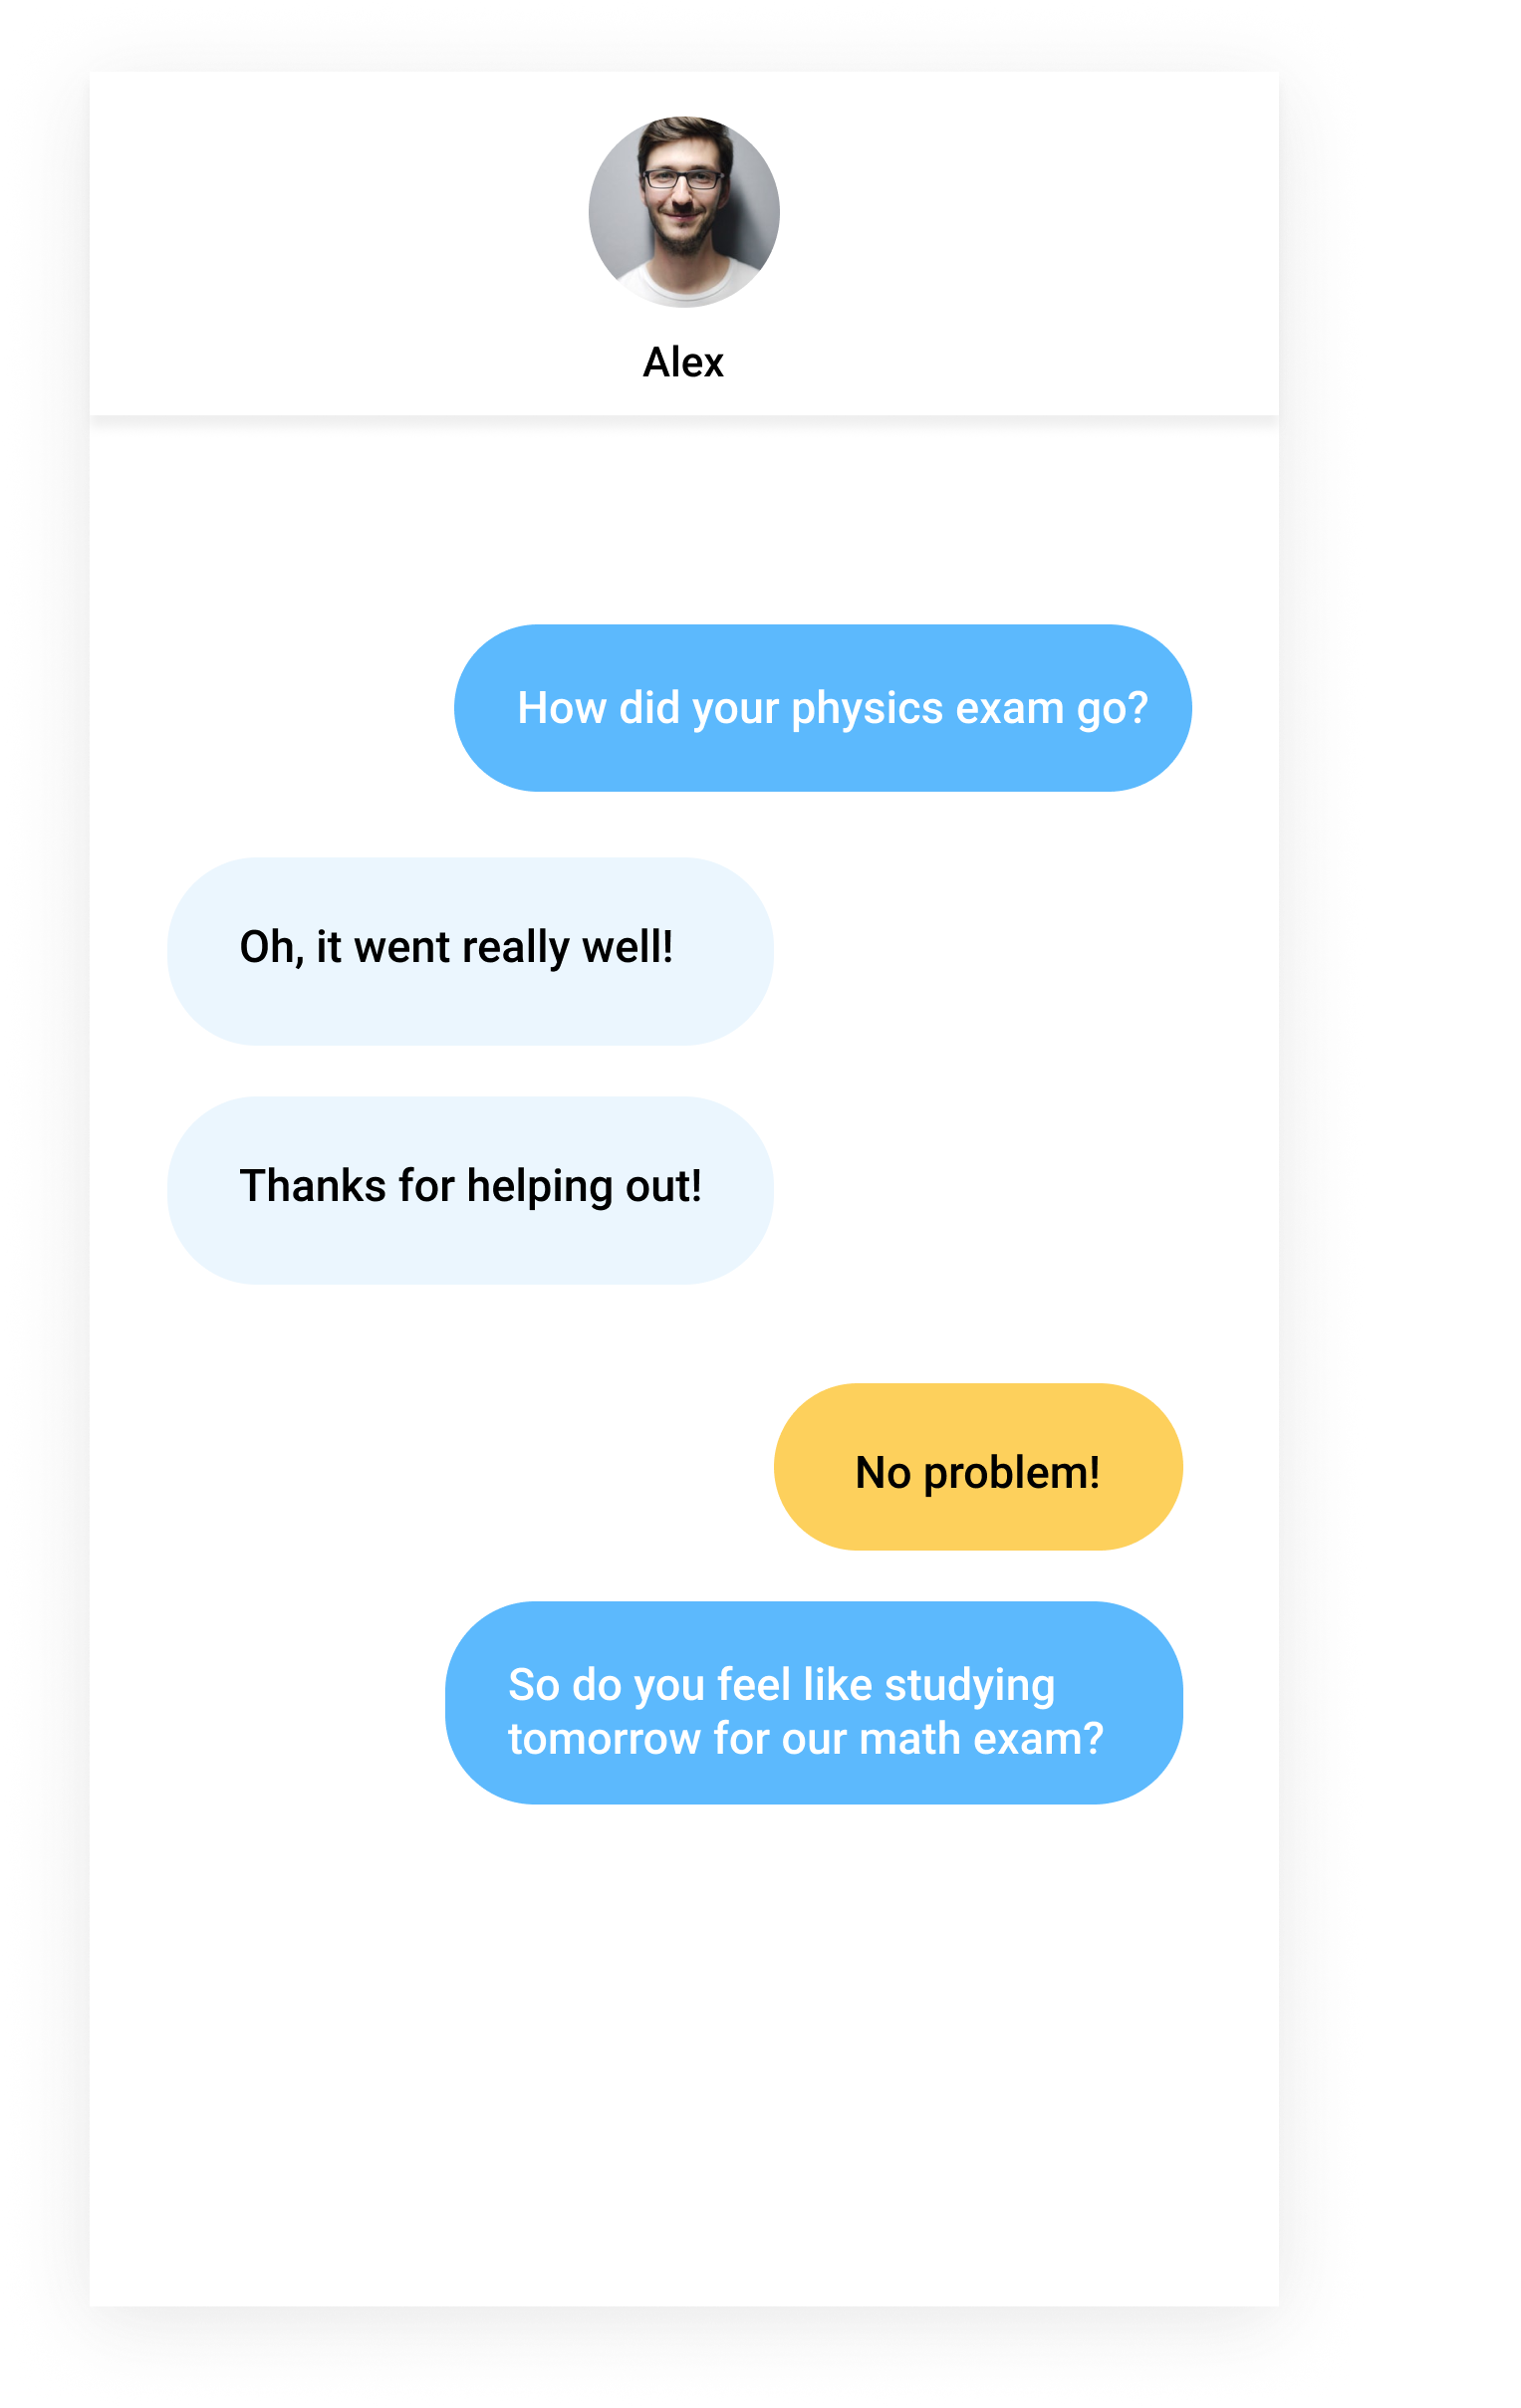 Alex
How did your physics exam go?
Oh, it went really well!
Thanks for helping out!
No problem!
So do you feel like studying
tomorrow for our math exam?